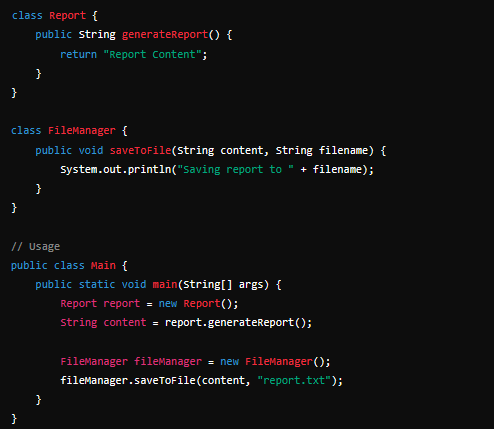 class Report {
    public String generateReport() {
        return "Report Content";
    }
}

class FileManager {
    public void saveToFile(String content, String filename) {
        System.out.println("Saving report to " + filename);
    }
}

// Usage
public class Main {
    public static void main(String[] args) {
        Report report = new Report();
        String content = report.generateReport();

        FileManager fileManager = new FileManager();
        fileManager.saveToFile(content, "report.txt");
    }
}